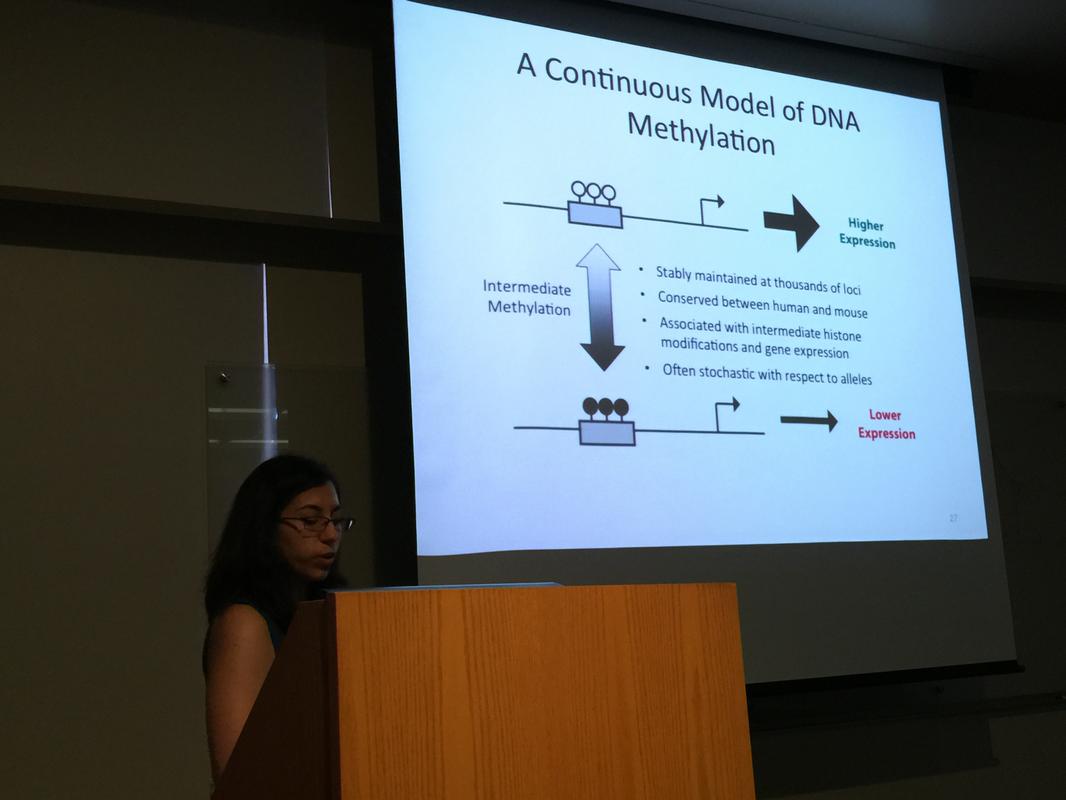 A Continuous Model of DNA
Methylation
Higher
Expression
Intermediate
Methylation
• Stably maintained at thousands of loci
• Conserved between human and mouse
• Associated with intermediate histone
modifications and gene expression
• Often stochastic with respect to alleles
Lower
Expression
27